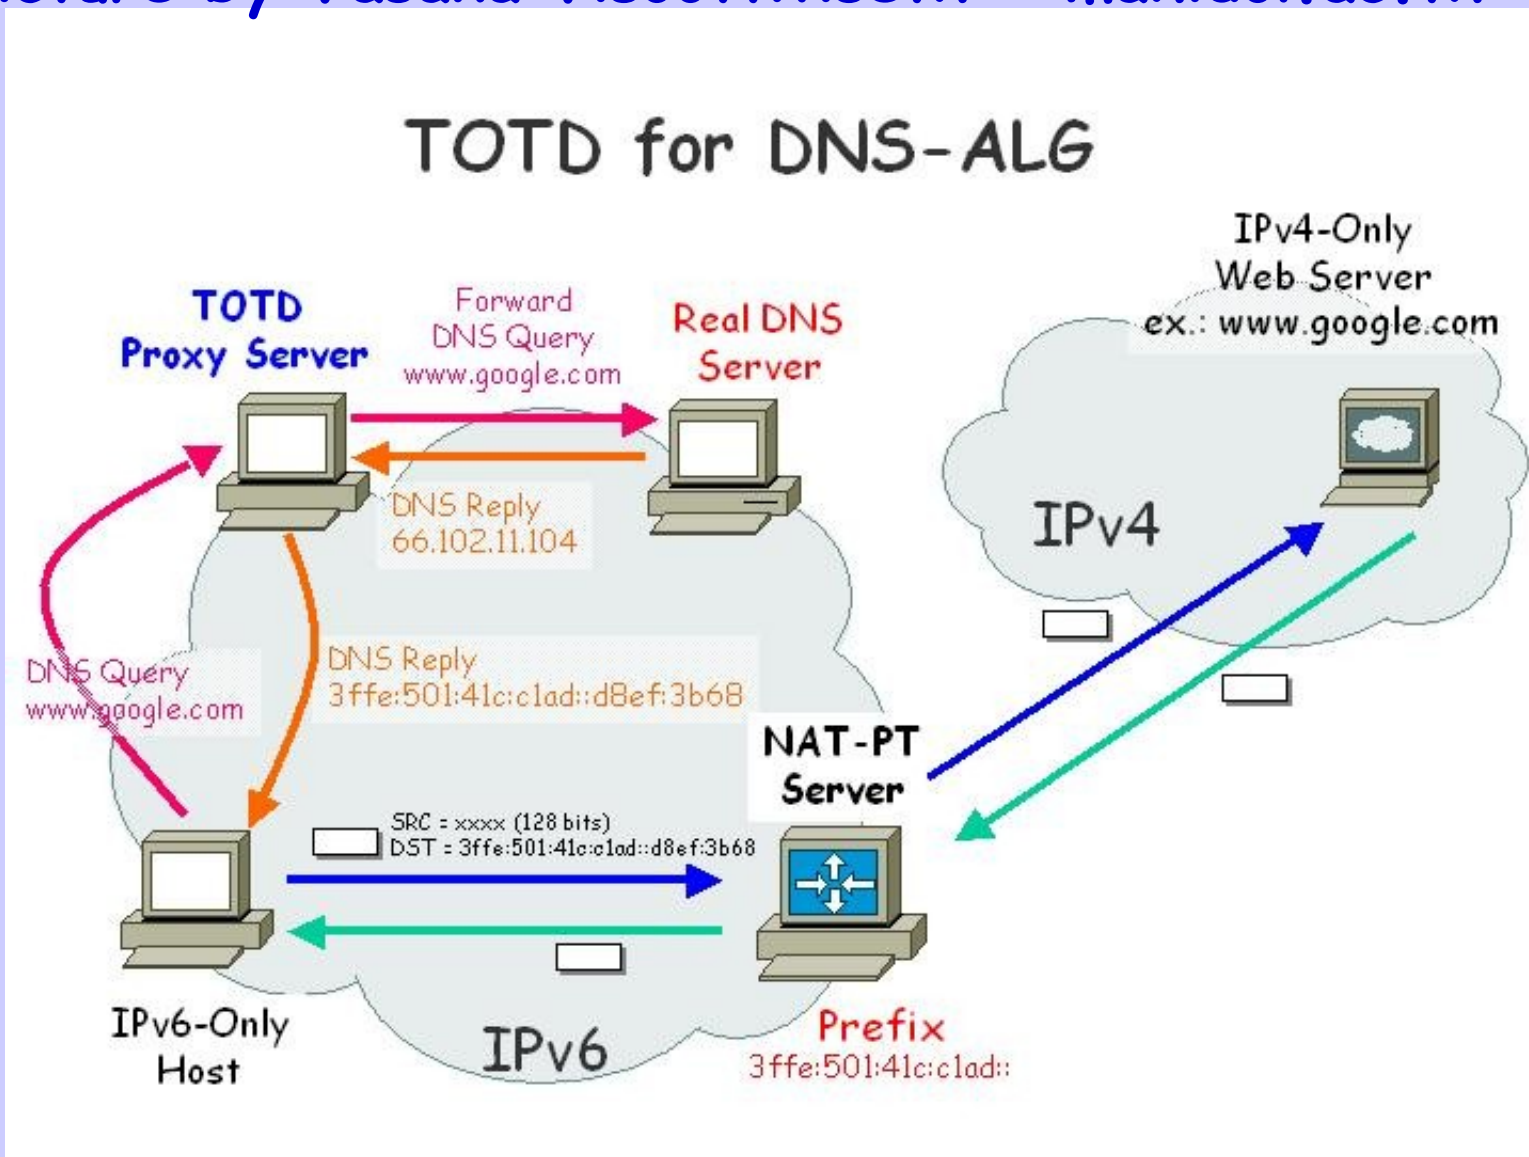 by
TOTD for DNS-ALG
IPv4-Only
Web Server
ex.: www.google.com
TOTD
Proxy Server
Forward
DNS Query
www.google.com
Real DNS
Server
DNS Reply
66.102.11.104
IPv4
DNS Query
www.google.com
DNS Reply
3ffe:501:41c:c1ad::d8ef:3b68
NAT-PT
Server
SRC = xxxx (128 bits)
DST = 3ffe:501:41c:c1ad::d8ef:3b68
IPv6-Only
Host
IPv6
Prefix
3ffe:501:41c:c1ad::